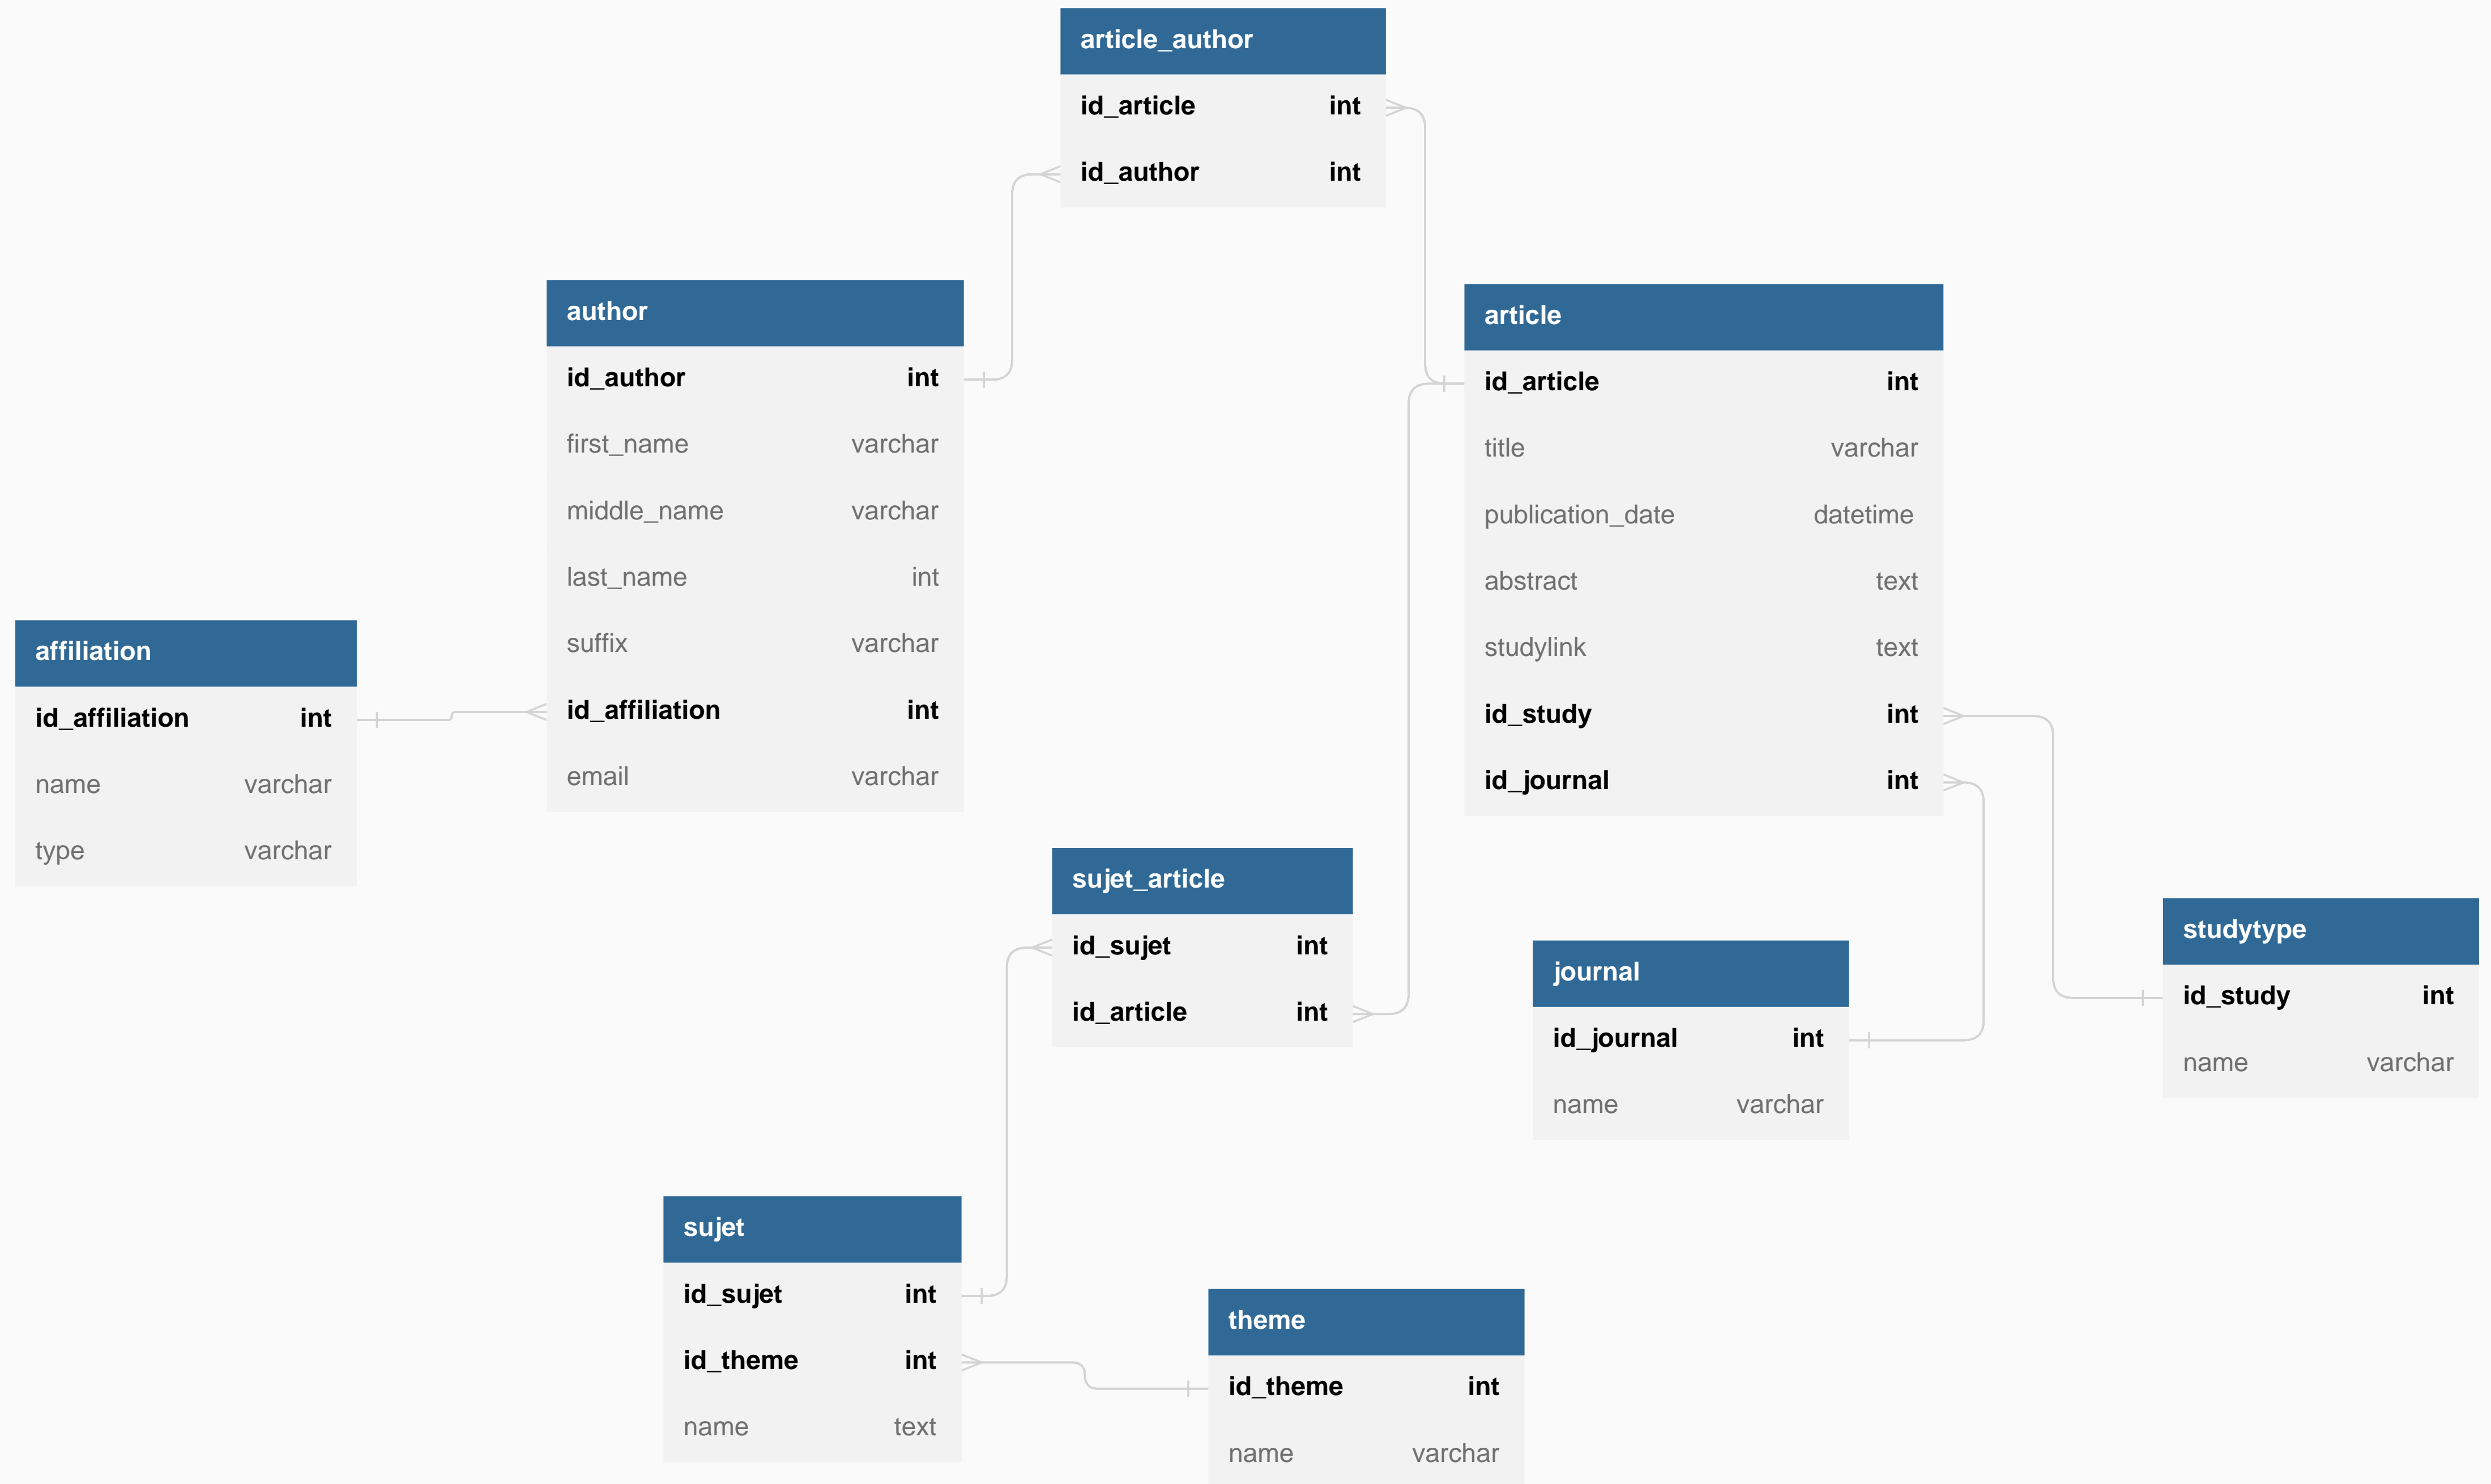 article_author
id_article int
id_author int
author
id_author int
first_name varchar
middle_name varchar
last_name int
suffix varchar
id_affiliation int
email varchar
article
id_article int
title varchar
publication_date datetime
abstract text
studylink text
id_study int
id_journal int
affiliation
id_affiliation int
name varchar
type varchar
sujet_article
id_sujet int
id_article int
journal
id_journal int
name varchar
studytype
id_study int
name varchar
sujet
id_sujet int
id_theme int
name text
theme
id_theme int
name varchar